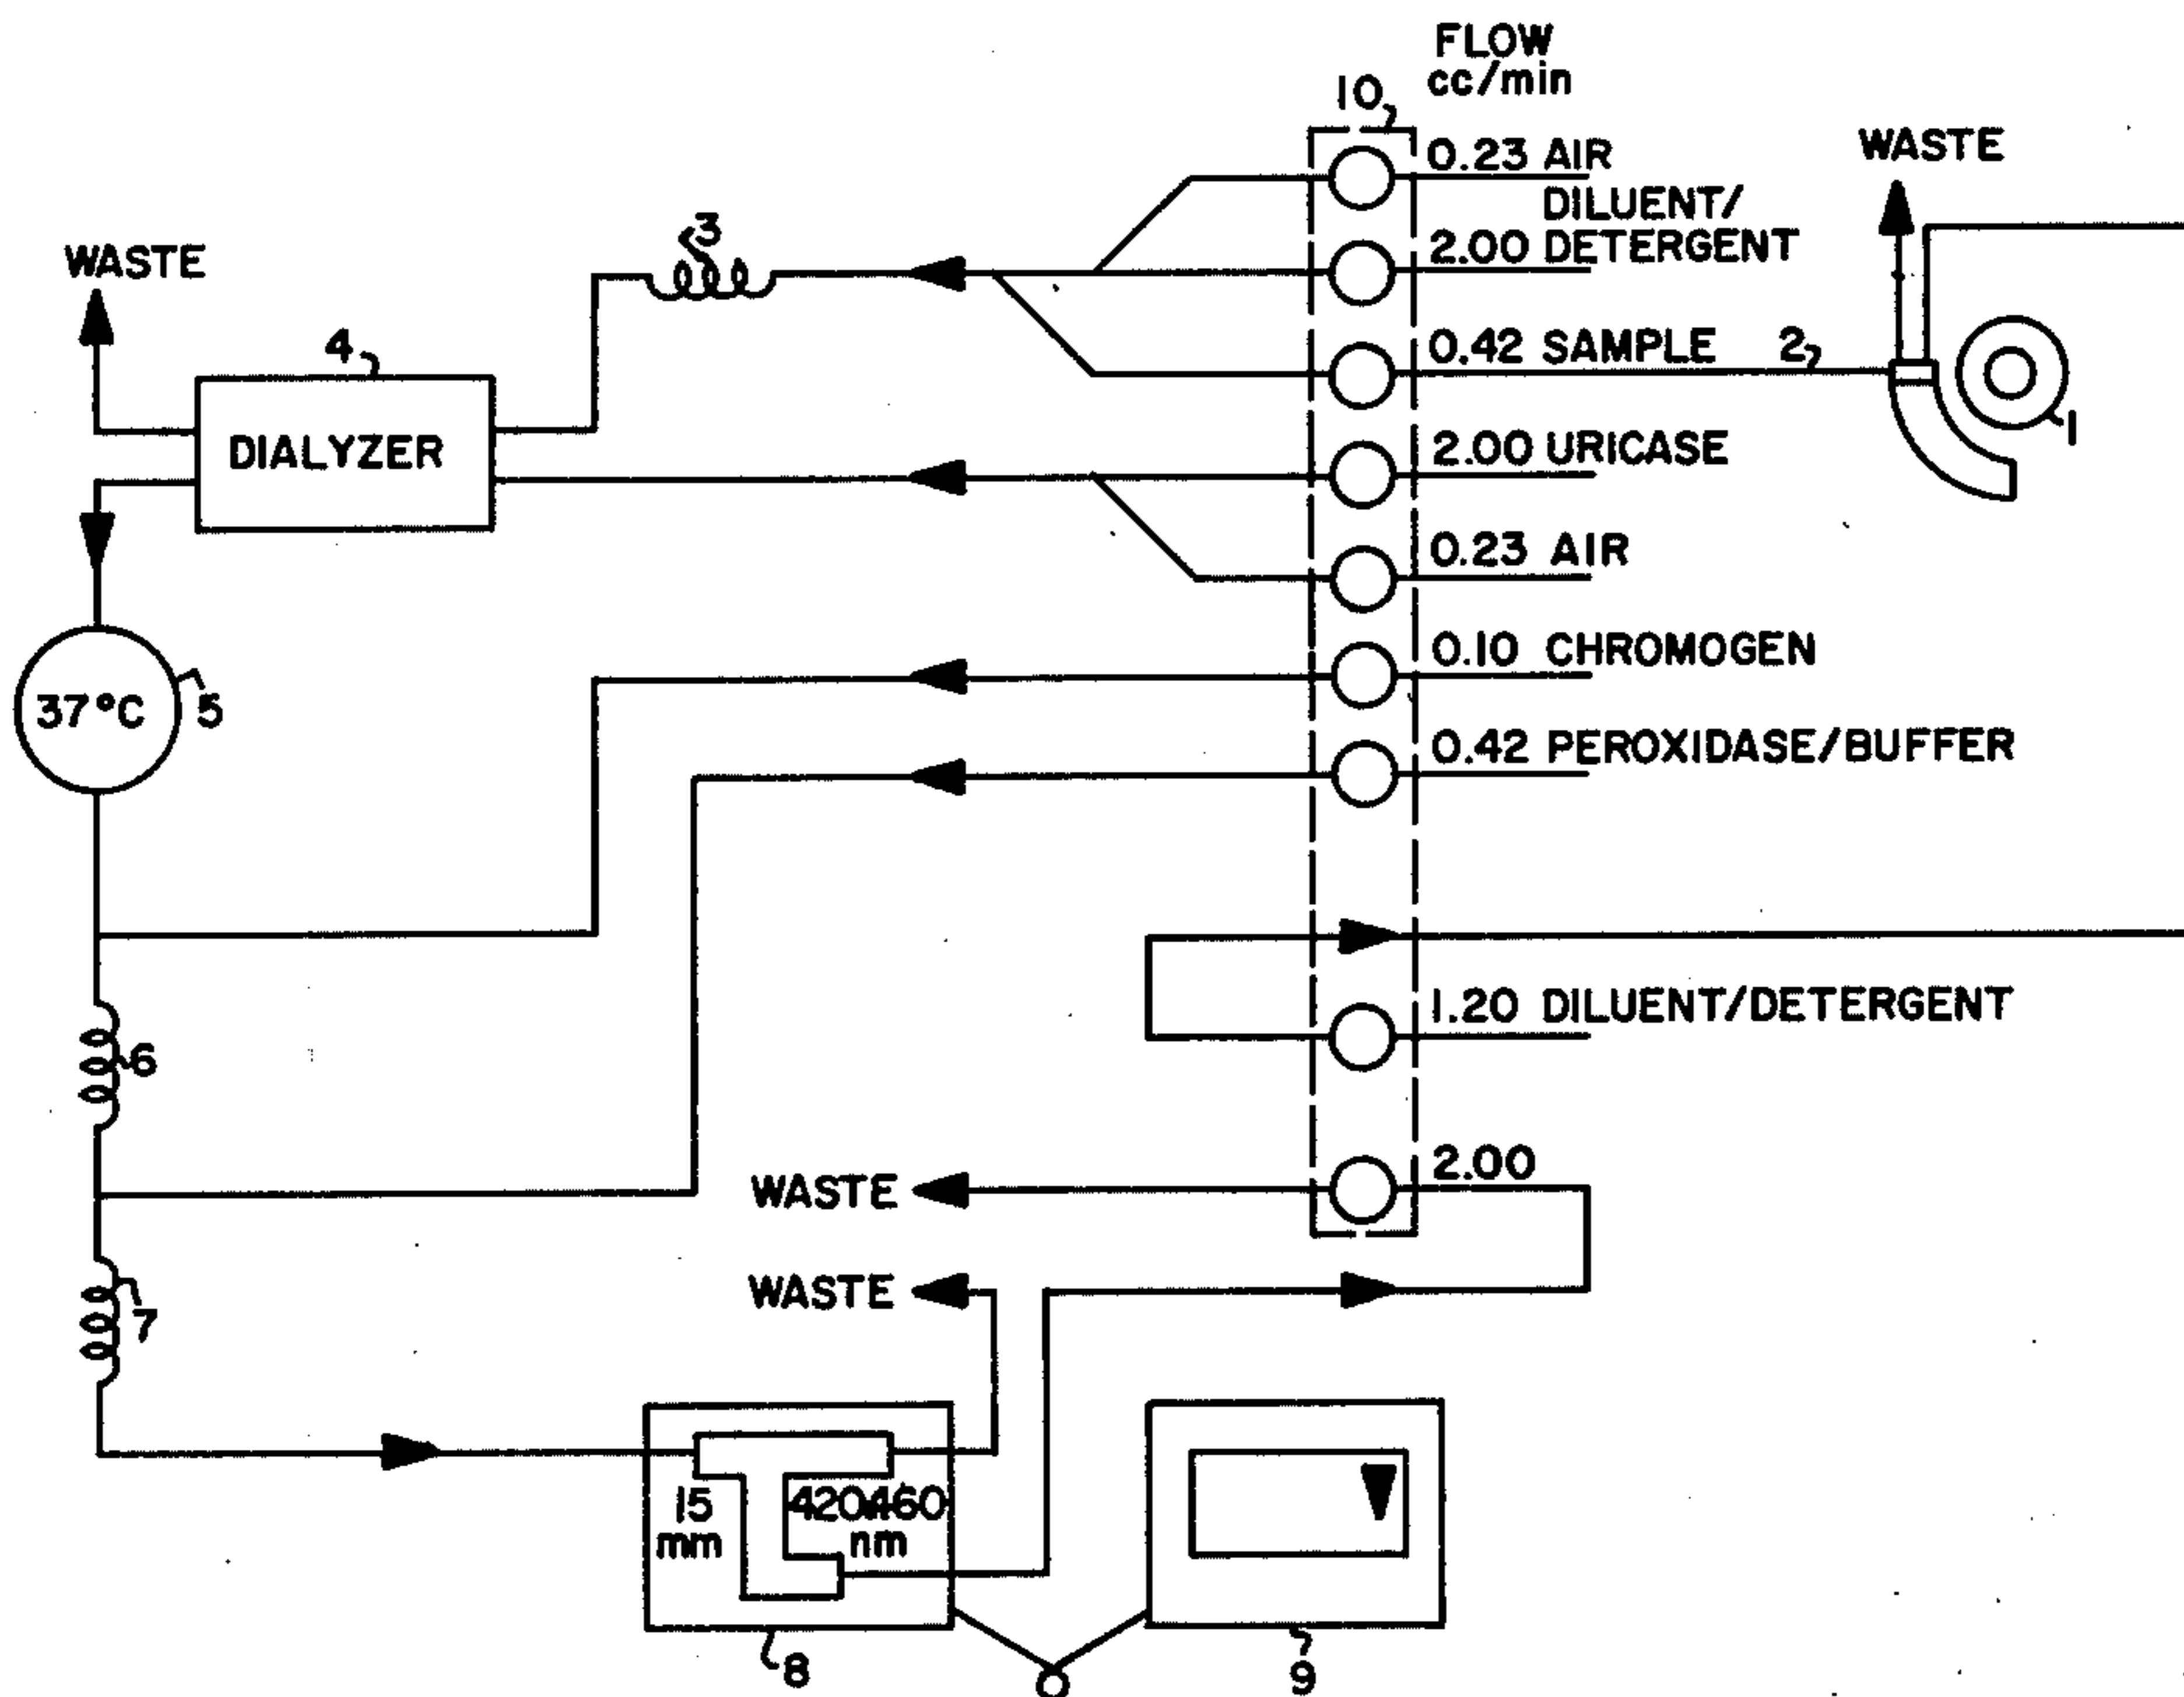 FLOW
cc/min
10
0.23 AIR
WASTE
DILUENT/
2.00 DETERGENT
3
WASTE
4
0.42 SAMPLE
2
1
DIALYZER
2.00 URICASE
0.23 AIR
0.10 CHROMOGEN
37°C
5
0.42 PEROXIDASE/BUFFER
1.20 DILUENT/DETERGENT
6
2.00
WASTE
WASTE
7
15
mm
420460
nm
8
9